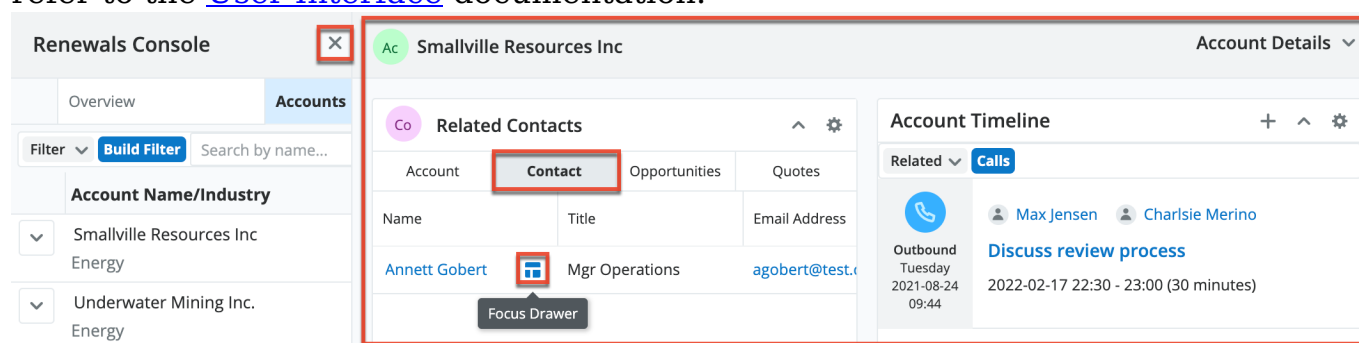 refer to the User Interface documentation.
Renewals Console
Overview
Accounts
Filter
Build Filter
Search by name...
Account Name/Industry
Smallville Resources Inc
Energy
Underwater Mining Inc.
Energy
Ac
Smallville Resources Inc
Account Details
Co
Related Contacts
Account
Contact
Opportunities
Quotes
Name
Title
Email Address
Annett Gobert
Mgr Operations
agobert@test.c
Focus Drawer
Account Timeline
Related
Calls
Outbound
Tuesday
2021-08-24
09:44
Max Jensen
Charlsie Merino
Discuss review process
2022-02-17 22:30 - 23:00 (30 minutes)